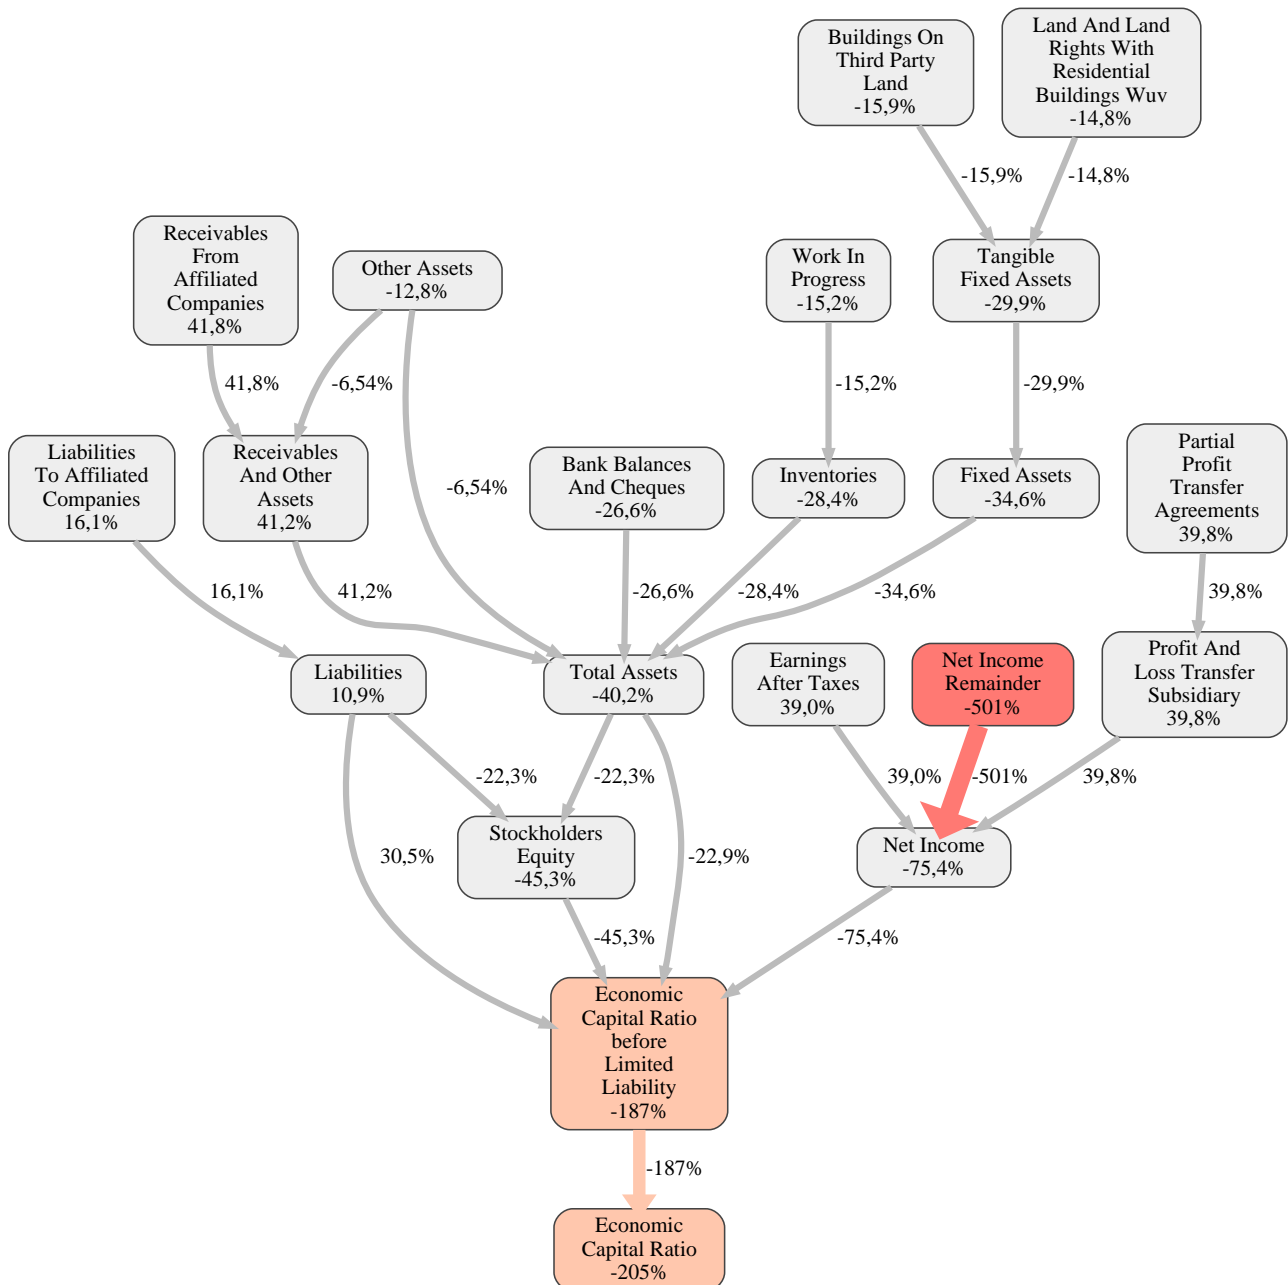 Buildings On
Third Party
Land
-15,9%
Land And Land
Rights With
Residential
Buildings Wuv
-14,8%
-15,9%
-14,8%
Receivables
From
Affiliated
Companies
41,8%
Other Assets
-12,8%
Work In
Progress
-15,2%
Tangible
Fixed Assets
-29,9%
41,8%
-6,54%
-15,2%
-29,9%
Liabilities
To Affiliated
Companies
16,1%
Receivables
And Other
Assets
41,2%
-6,54%
Bank Balances
And Cheques
-26,6%
Inventories
-28,4%
Fixed Assets
-34,6%
Partial
Profit
Transfer
Agreements
39,8%
16,1%
41,2%
-26,6%
-28,4%
-34,6%
39,8%
Liabilities
10,9%
Total Assets
-40,2%
Earnings
After Taxes
39,0%
Net Income
Remainder
-501%
Profit And
Loss Transfer
Subsidiary
39,8%
-22,3%
-22,3%
39,0%
-501%
39,8%
30,5%
Stockholders
Equity
-45,3%
-22,9%
Net Income
-75,4%
-45,3%
-75,4%
Economic
Capital Ratio
before
Limited
Liability
-187%
-187%
Economic
Capital Ratio
-205%